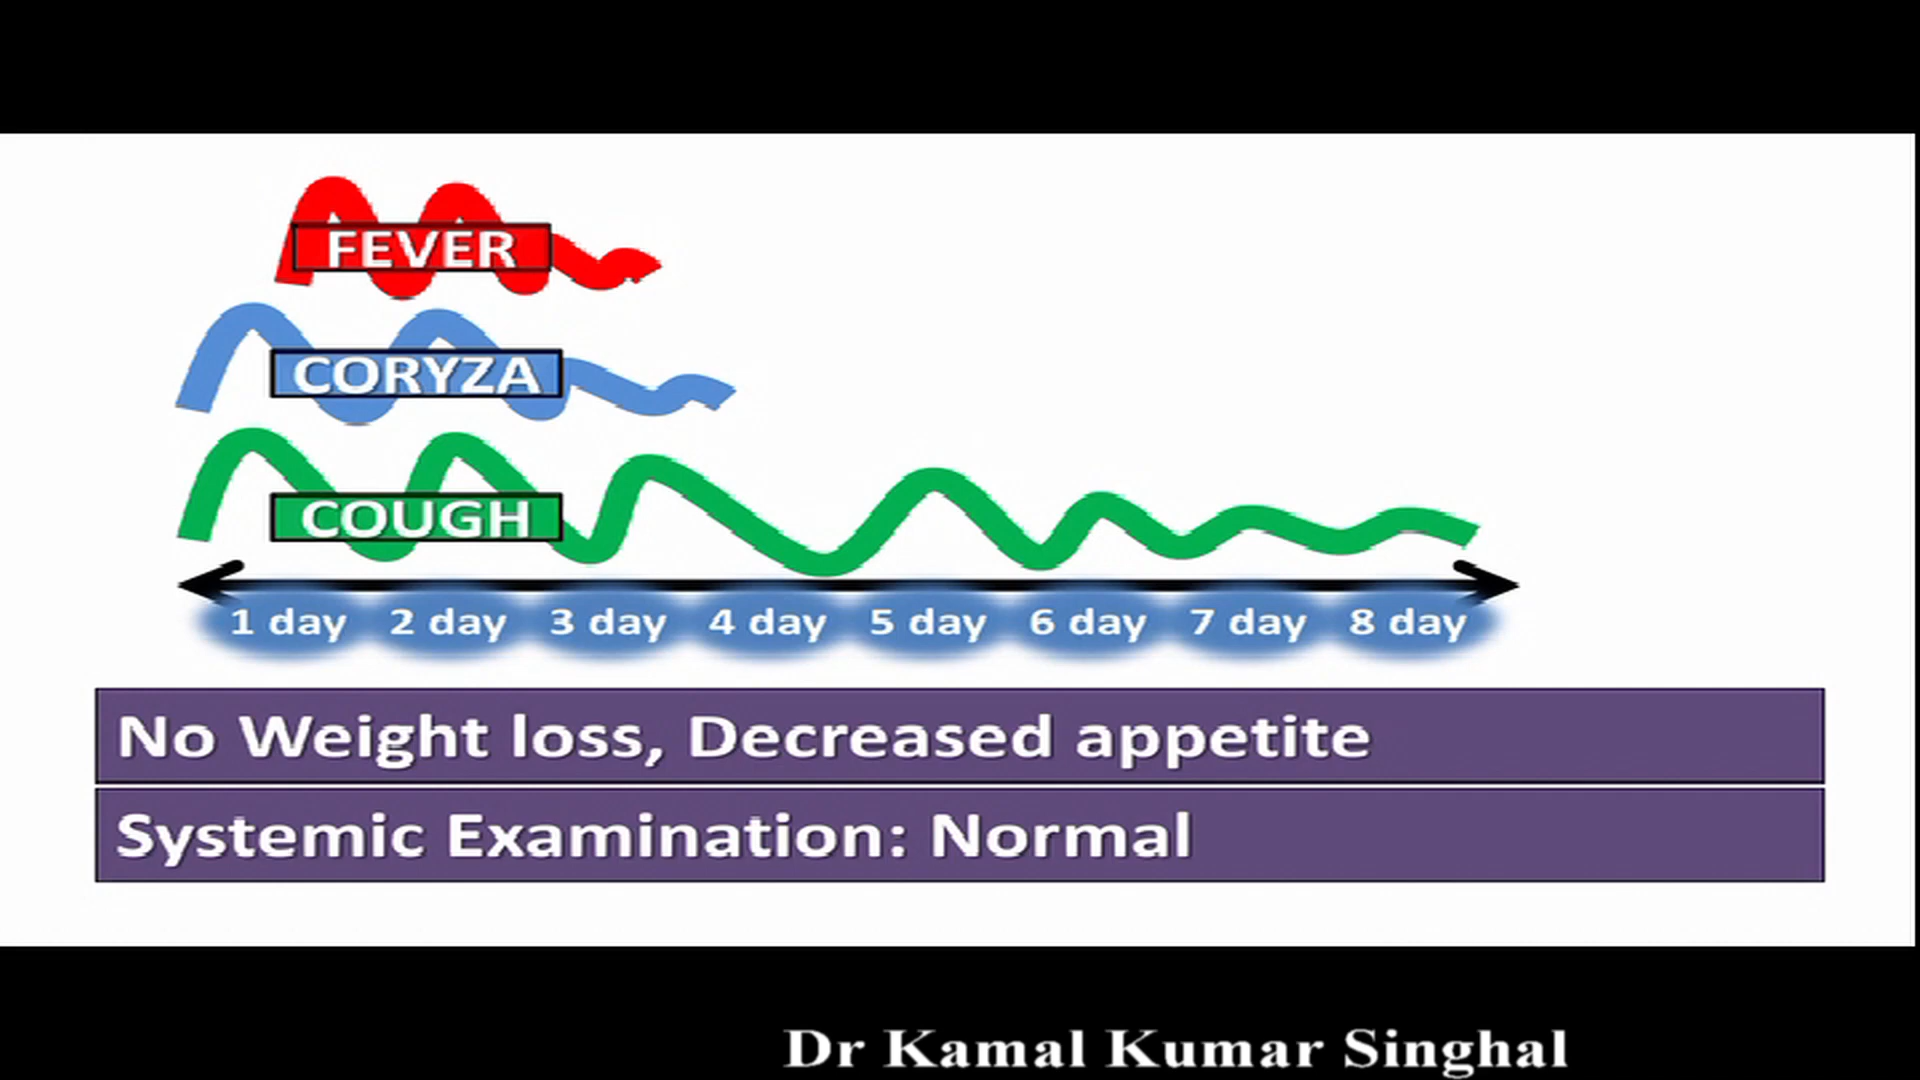 FEVER
CORYZA
COUGH
1 day 2 day 3 day 4 day 5 day 6 day 7 day 8 day
No Weight loss, Decreased appetite
Systemic Examination: Normal
Dr Kamal Kumar Singhal